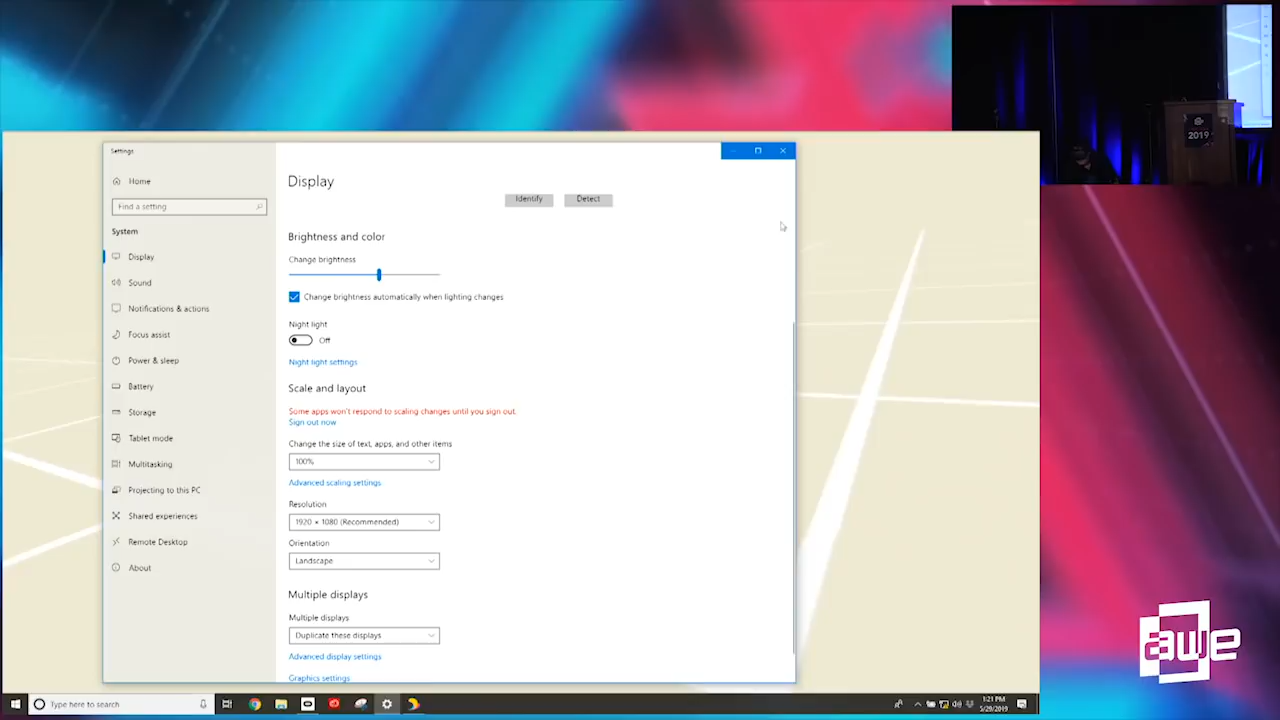 Settings
Home
Find a setting
System
Display
Sound
Notifications & actions
Focus assist
Power & sleep
Battery
Storage
Tablet mode
Multitasking
Projecting to this PC
Shared experiences
Remote Desktop
About
Display
Identify Detect
Brightness and color
Change brightness
Change brightness automatically when lighting changes
Night light
Off
Night light settings
Scale and layout
Some apps won't respond to scaling changes until you sign out.
Sign out now
Change the size of text, apps, and other items
100%
Advanced scaling settings
Resolution
1920 × 1080 (Recommended)
Orientation
Landscape
Multiple displays
Multiple displays
Duplicate these displays
Advanced display settings
Graphics settings
Type here to search
1:21 PM
5/29/2019
2019
awe